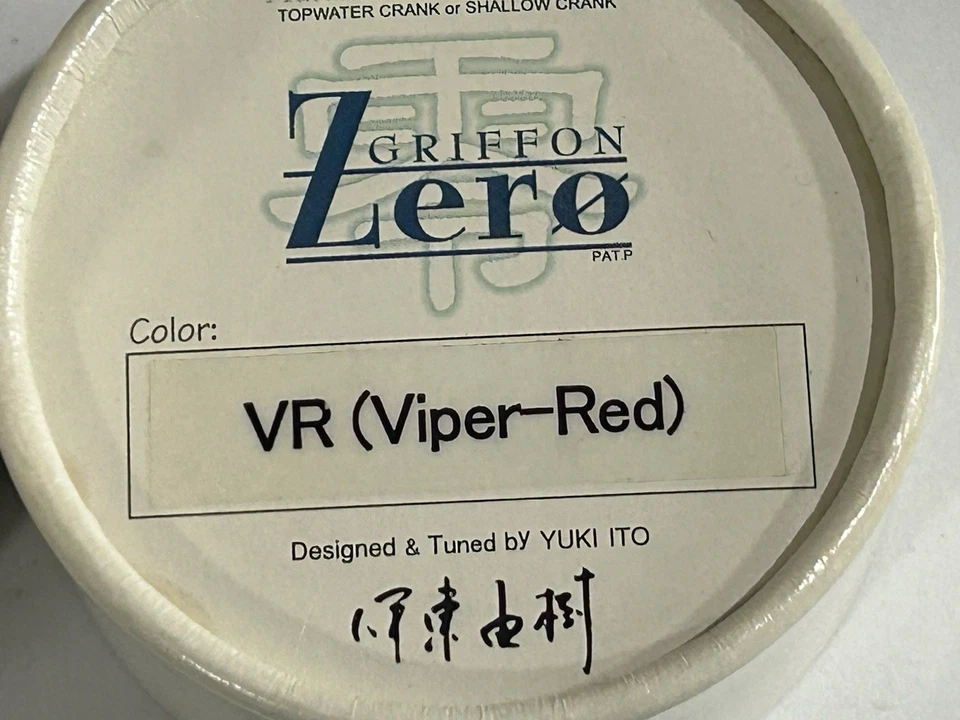 TOPWATER CRANK or SHALLOW CRANK
零
GRIFFON
Zerø
PAT.P
Color:
VR (Viper-Red)
Designed & Tuned by YUKI ITO
伊東由樹